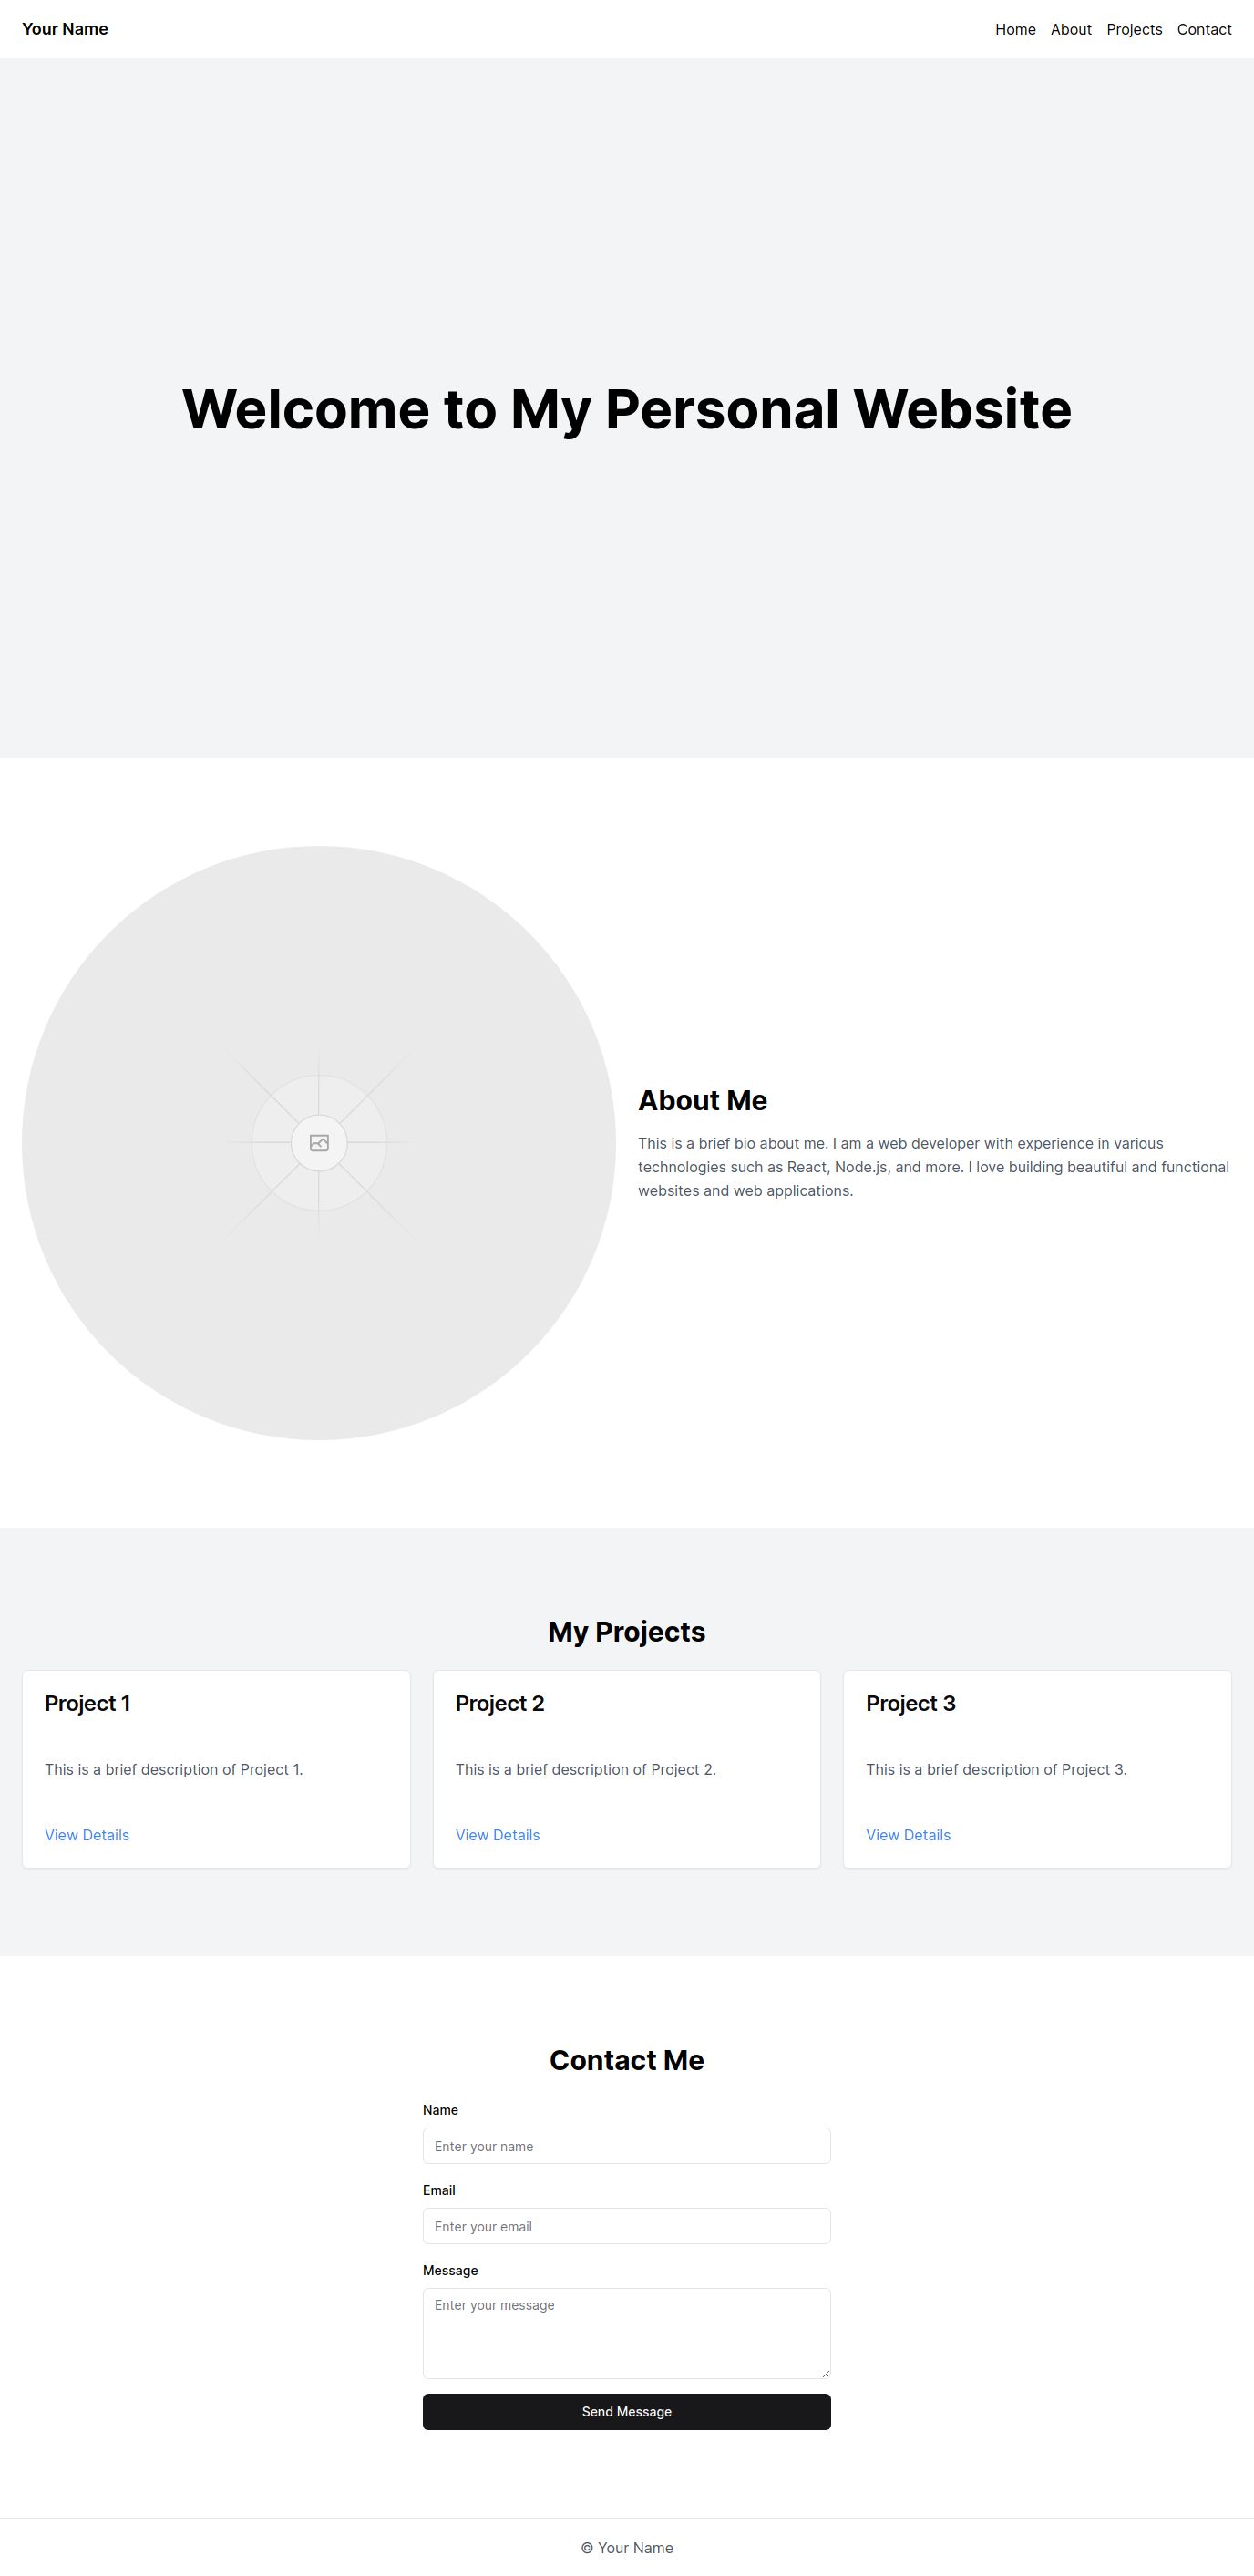 Your Name
Home About Projects Contact
Welcome to My Personal Website
About Me
This is a brief bio about me. I am a web developer with experience in various
technologies such as React, Node.js, and more. I love building beautiful and functional
websites and web applications.
My Projects
Project 1
This is a brief description of Project 1.
View Details
Project 2
This is a brief description of Project 2.
View Details
Project 3
This is a brief description of Project 3.
View Details
Contact Me
Name
Enter your name
Email
Enter your email
Message
Enter your message
Send Message
© Your Name